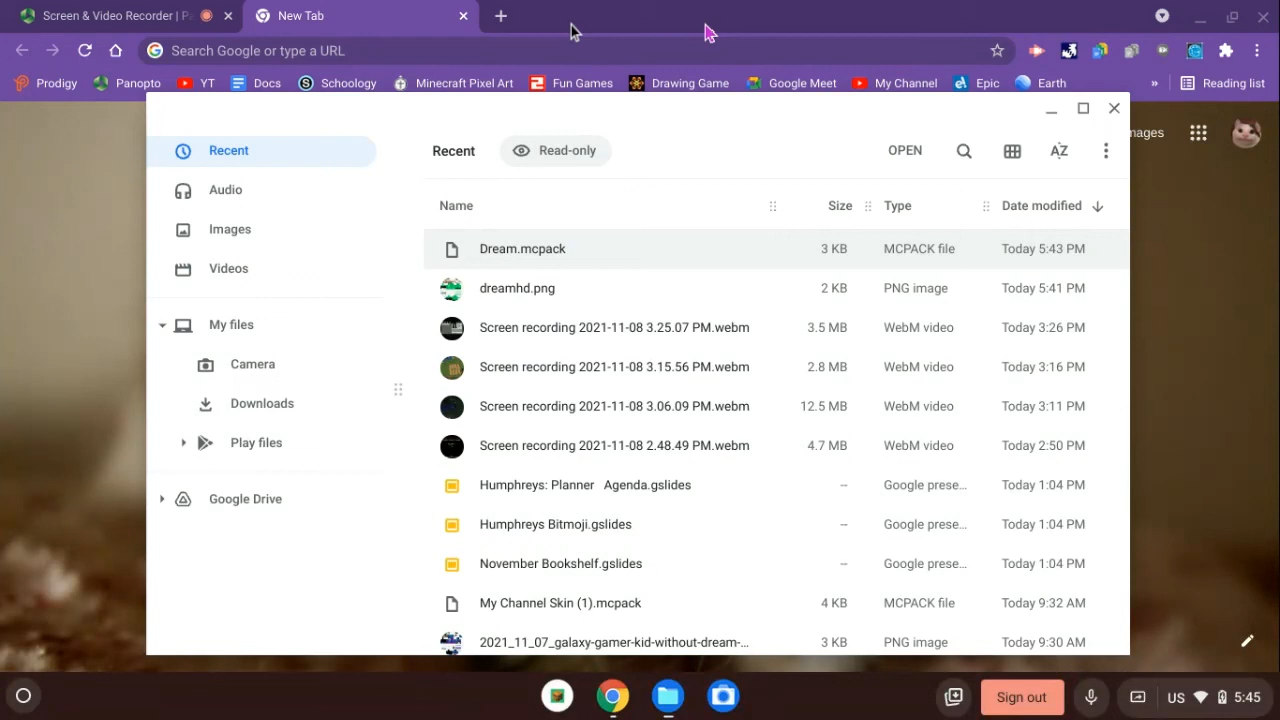 Screen & Video Recorder | Pa
New Tab
Search Google or type a URL
Prodigy
Panopto
YT
Docs
Schoology
Minecraft Pixel Art
Fun Games
Drawing Game
Google Meet
My Channel
Epic
Earth
»
Reading list
mages
Recent
Audio
Images
Videos
My files
Camera
Downloads
Play files
Google Drive
Recent
Read-only
OPEN
AZ
Name Size Type Date modified
Dream.mcpack 3 KB MCPACK file Today 5:43 PM
dreamhd.png 2 KB PNG image Today 5:41 PM
Screen recording 2021-11-08 3.25.07 PM.webm 3.5 MB WebM video Today 3:26 PM
Screen recording 2021-11-08 3.15.56 PM.webm 2.8 MB WebM video Today 3:16 PM
Screen recording 2021-11-08 3.06.09 PM.webm 12.5 MB WebM video Today 3:11 PM
Screen recording 2021-11-08 2.48.49 PM.webm 4.7 MB WebM video Today 2:50 PM
Humphreys: Planner Agenda.gslides -- Google prese... Today 1:04 PM
Humphreys Bitmoji.gslides -- Google prese... Today 1:04 PM
November Bookshelf.gslides -- Google prese... Today 1:04 PM
My Channel Skin (1).mcpack 4 KB MCPACK file Today 9:32 AM
2021_11_07_galaxy-gamer-kid-without-dream-... 3 KB PNG image Today 9:30 AM
Sign out
US
5:45